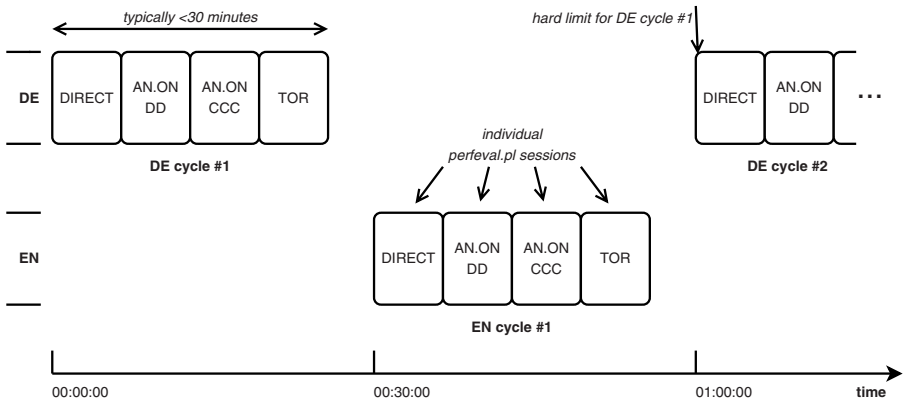 typically <30 minutes
hard limit for DE cycle #1
DE
DIRECT
AN.ON
DD
AN.ON
CCC
TOR
DIRECT
AN.ON
DD
...
DE cycle #1
DE cycle #2
individual
perfeval.pl sessions
EN
DIRECT
AN.ON
DD
AN.ON
CCC
TOR
EN cycle #1
00:00:00
00:30:00
01:00:00
time